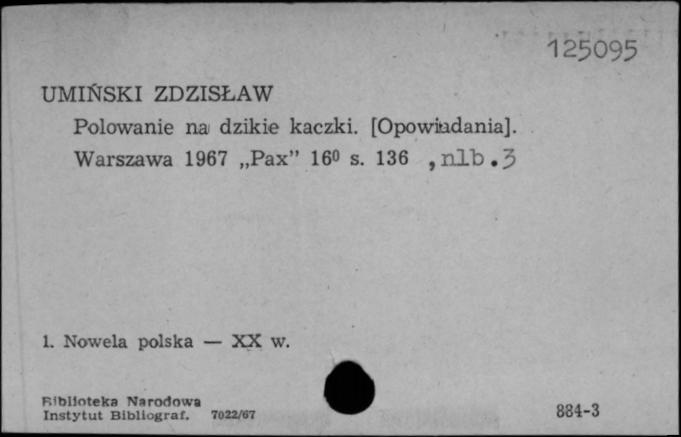 125095
UMIŃSKI ZDZISŁAW
Polowanie na dzikie kaczki. [Opowiadania].
Warszawa 1967 „Pax” 16⁰ s. 136 , nlb. 3
1. Nowela polska — XX w.
Biblioteka Narodowa
Instytut Bibliograf. 7022/67
884-3